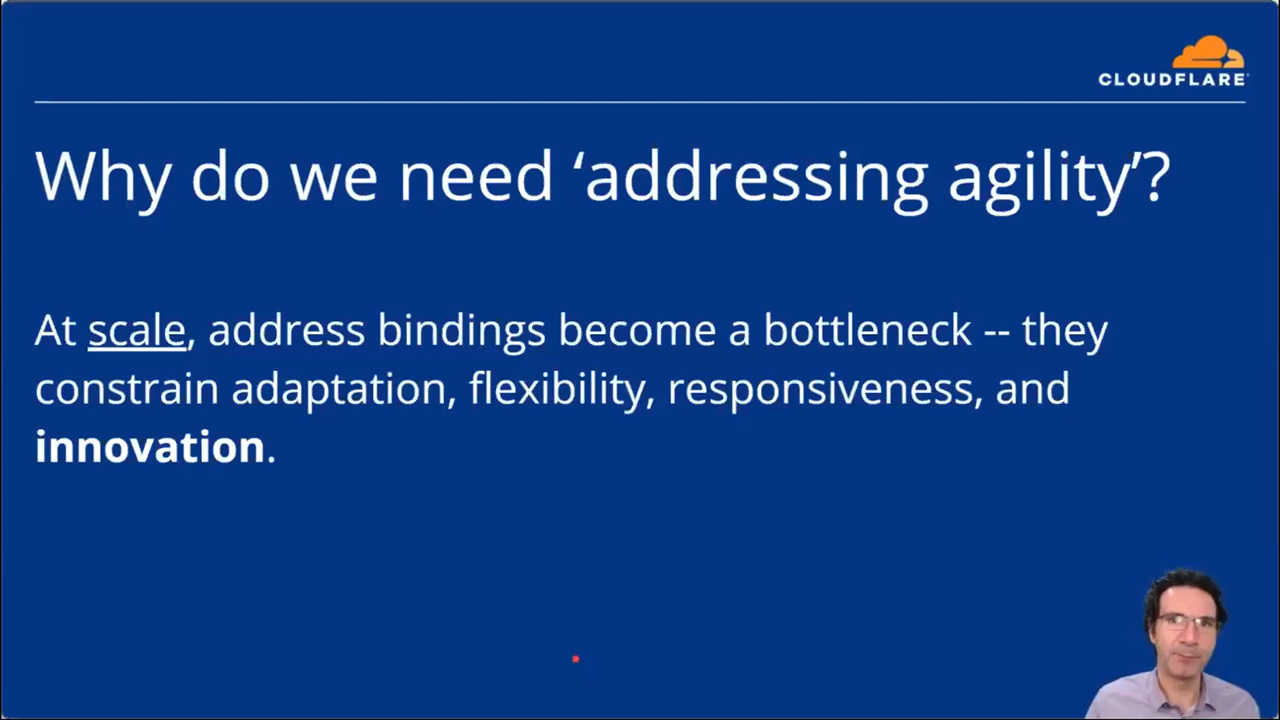 CLOUDFLARE
Why do we need ‘addressing agility’?
At scale, address bindings become a bottleneck -- they
constrain adaptation, flexibility, responsiveness, and
innovation.